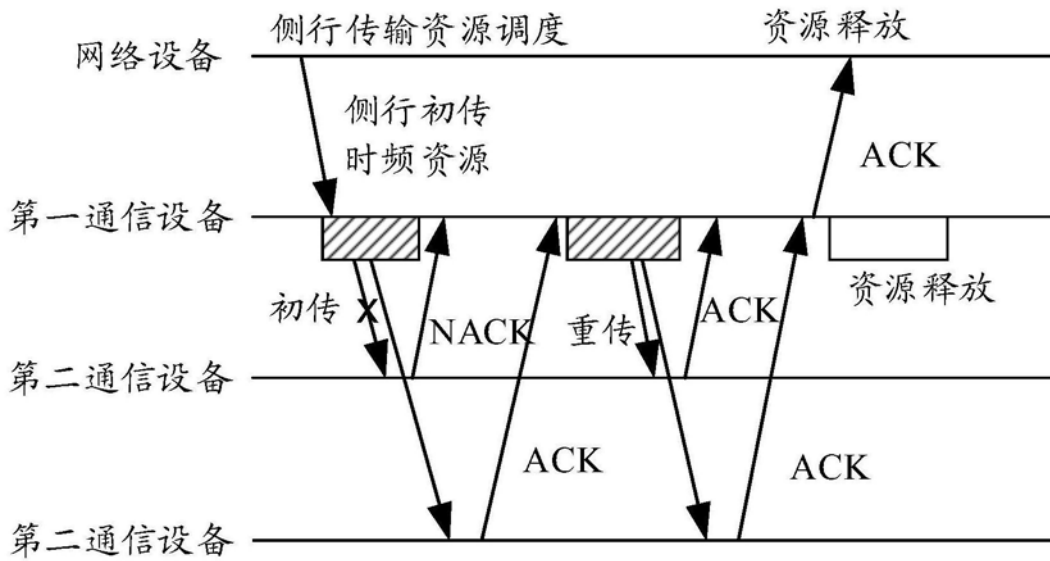 侧行传输资源调度
资源释放
网络设备
侧行初传
时频资源
ACK
第一通信设备
初传
X
NACK
重传
ACK
资源释放
第二通信设备
ACK
ACK
第二通信设备